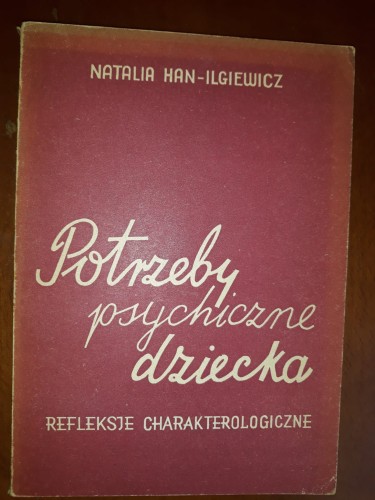 NATALIA HAN-ILGIEWICZ
Potrzeby
psychiczne
dziecka
REFLEKSJE CHARAKTEROLOGICZNE